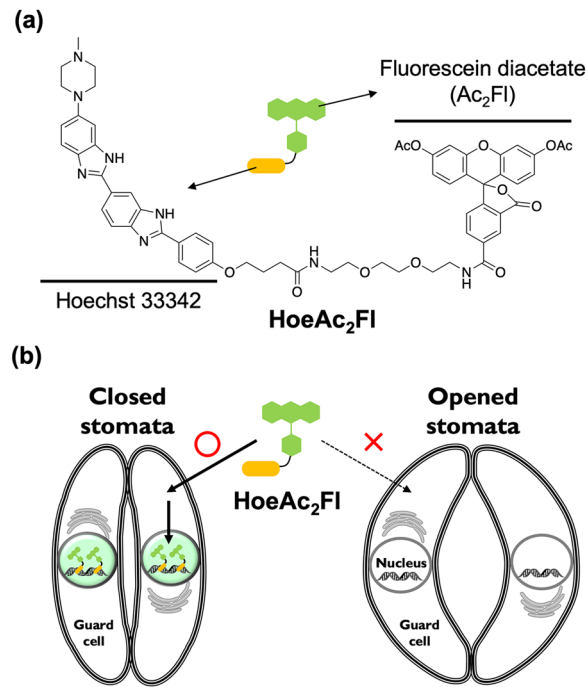 (a)
CH₃
N
N
NH
N
NH
N
O
O
H
N
O
O
H
N
O
Fluorescein diacetate
(Ac₂Fl)
AcO
O
OAc
O
O
Hoechst 33342
HoeAc₂Fl
(b)
Closed
stomata
Opened
stomata
HoeAc₂Fl
Nucleus
Guard
cell
Guard
cell